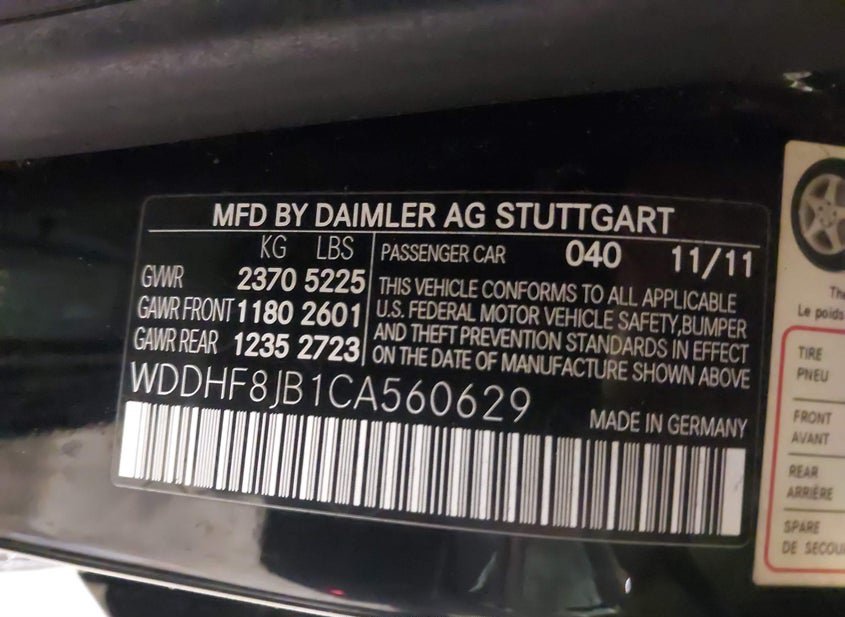 MFD BY DAIMLER AG STUTTGART
KG LBS
GVWR 2370 5225
GAWR FRONT 1180 2601
GAWR REAR 1235 2723
PASSENGER CAR 040 11/11
THIS VEHICLE CONFORMS TO ALL APPLICABLE
U.S. FEDERAL MOTOR VEHICLE SAFETY,BUMPER
AND THEFT PREVENTION STANDARDS IN EFFECT
ON THE DATE OF MANUFACTURE SHOWN ABOVE
WDDHF8JB1CA560629
MADE IN GERMANY
Le poids
TIRE
PNEU
FRONT
AVANT
REAR
ARRIÈRE
SPARE
DE